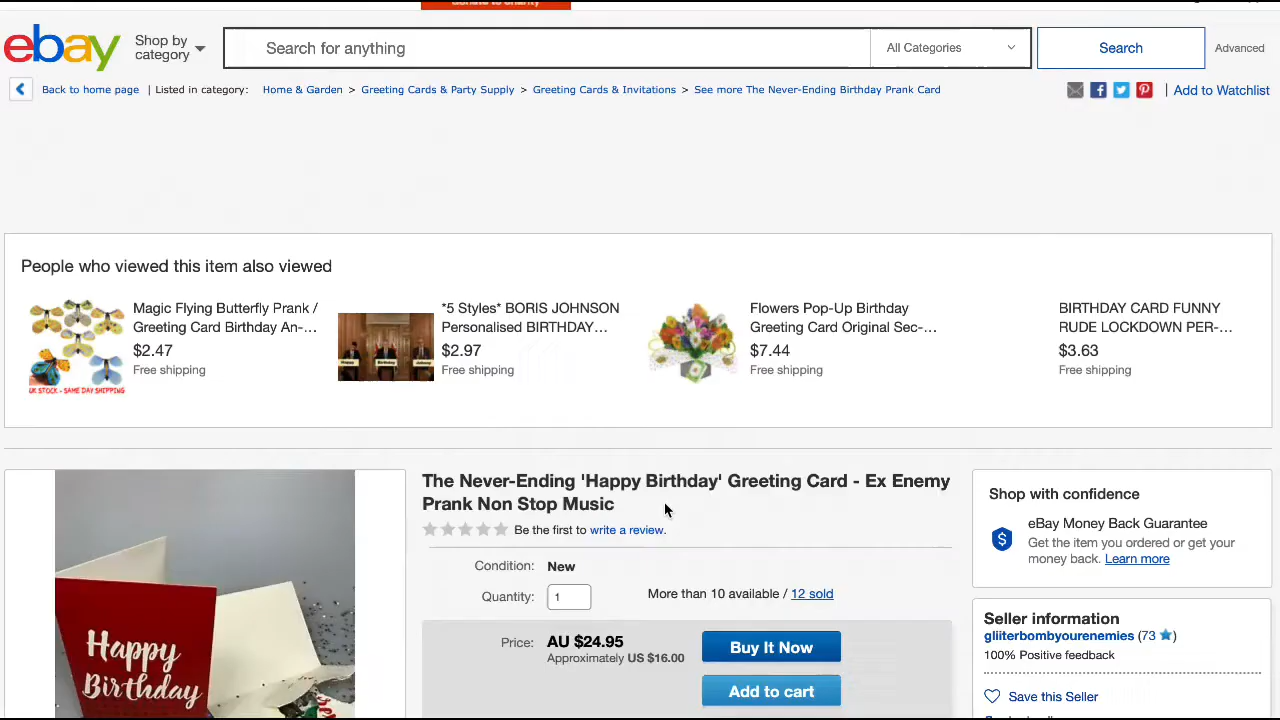 ebay
Shop by
category
Search for anything
All Categories
Search
Advanced
Back to home page | Listed in category: Home & Garden > Greeting Cards & Party Supply > Greeting Cards & Invitations > See more The Never-Ending Birthday Prank Card
| Add to Watchlist
People who viewed this item also viewed
Magic Flying Butterfly Prank /
Greeting Card Birthday An-...
$2.47
Free shipping
UK STOCK - SAME DAY SHIPPING
*5 Styles* BORIS JOHNSON
Personalised BIRTHDAY...
$2.97
Free shipping
Flowers Pop-Up Birthday
Greeting Card Original Sec-...
$7.44
Free shipping
BIRTHDAY CARD FUNNY
RUDE LOCKDOWN PER-...
$3.63
Free shipping
Happy
Birthday
The Never-Ending 'Happy Birthday' Greeting Card - Ex Enemy
Prank Non Stop Music
Be the first to write a review.
Condition: New
Quantity: 1
More than 10 available / 12 sold
Price: AU $24.95
Approximately US $16.00
Buy It Now
Add to cart
Shop with confidence
eBay Money Back Guarantee
Get the item you ordered or get your
money back. Learn more
Seller information
gliiterbombyourenemies (73)
100% Positive feedback
Save this Seller